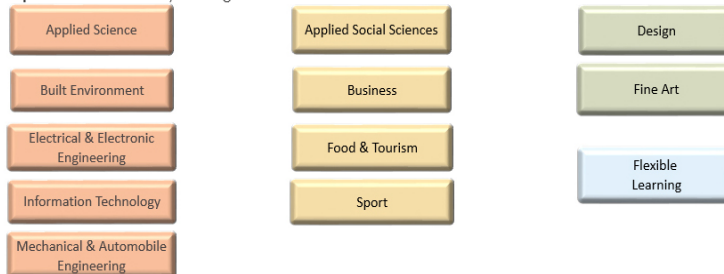 Applied Science
Built Environment
Electrical & Electronic
Engineering
Information Technology
Mechanical & Automobile
Engineering
Applied Social Sciences
Business
Food & Tourism
Sport
Design
Fine Art
Flexible
Learning